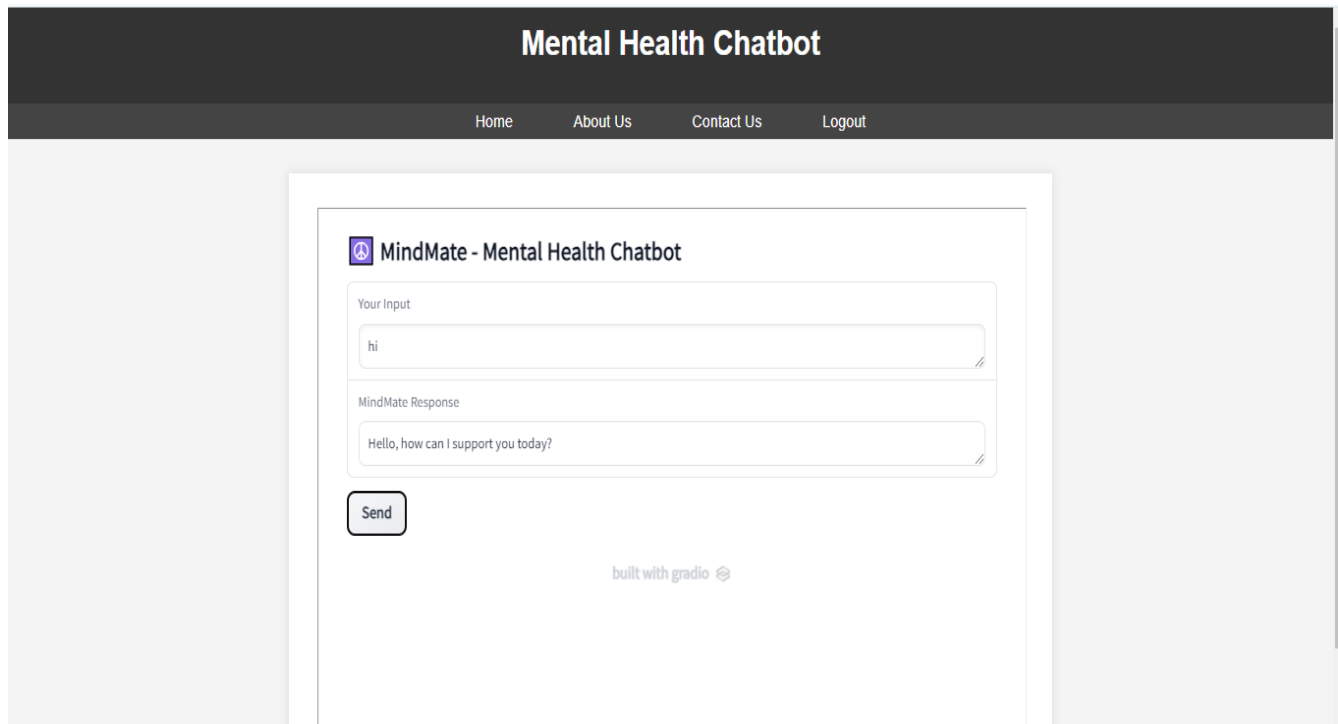 Mental Health Chatbot
Home About Us Contact Us Logout
MindMate - Mental Health Chatbot
Your Input
hi
MindMate Response
Hello, how can I support you today?
Send
built with gradio